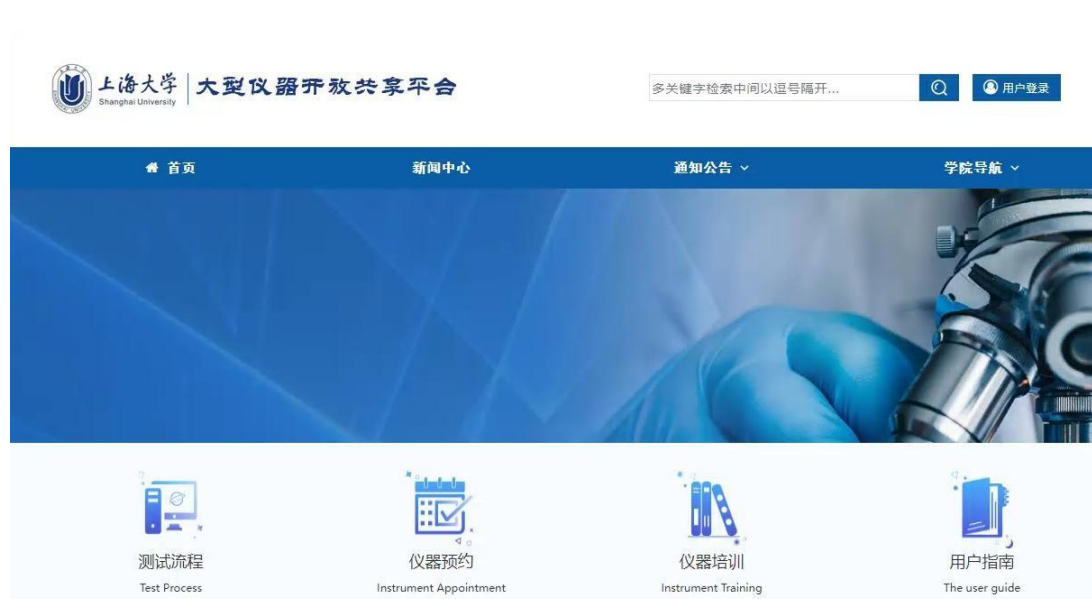 上海大学
Shanghai University
大型仪器开放共享平台
多关键字检索中间以逗号隔开...
用户登录
首页 新闻中心 通知公告 学院导航
测试流程 仪器预约 仪器培训 用户指南
Test Process Instrument Appointment Instrument Training The user guide